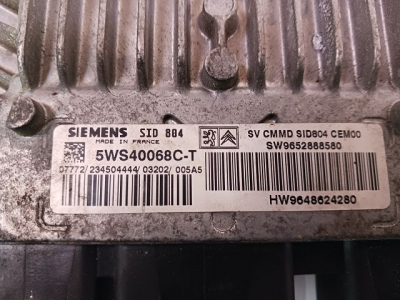 SIEMENS SID 804
MADE IN FRANCE
5WS40068C-T
07772/234504444/03202/005A5
SV CMMD SID804 CEM00
SW9652888580
HW9648624280